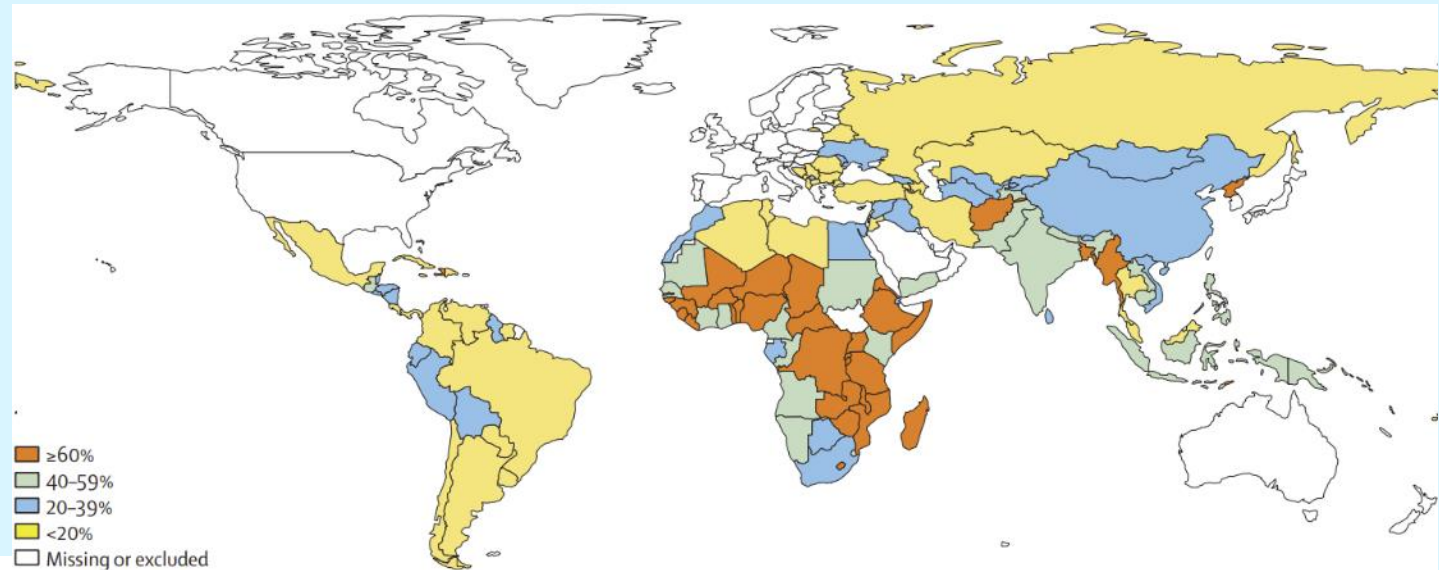 ≥60%
40–59%
20–39%
<20%
Missing or excluded